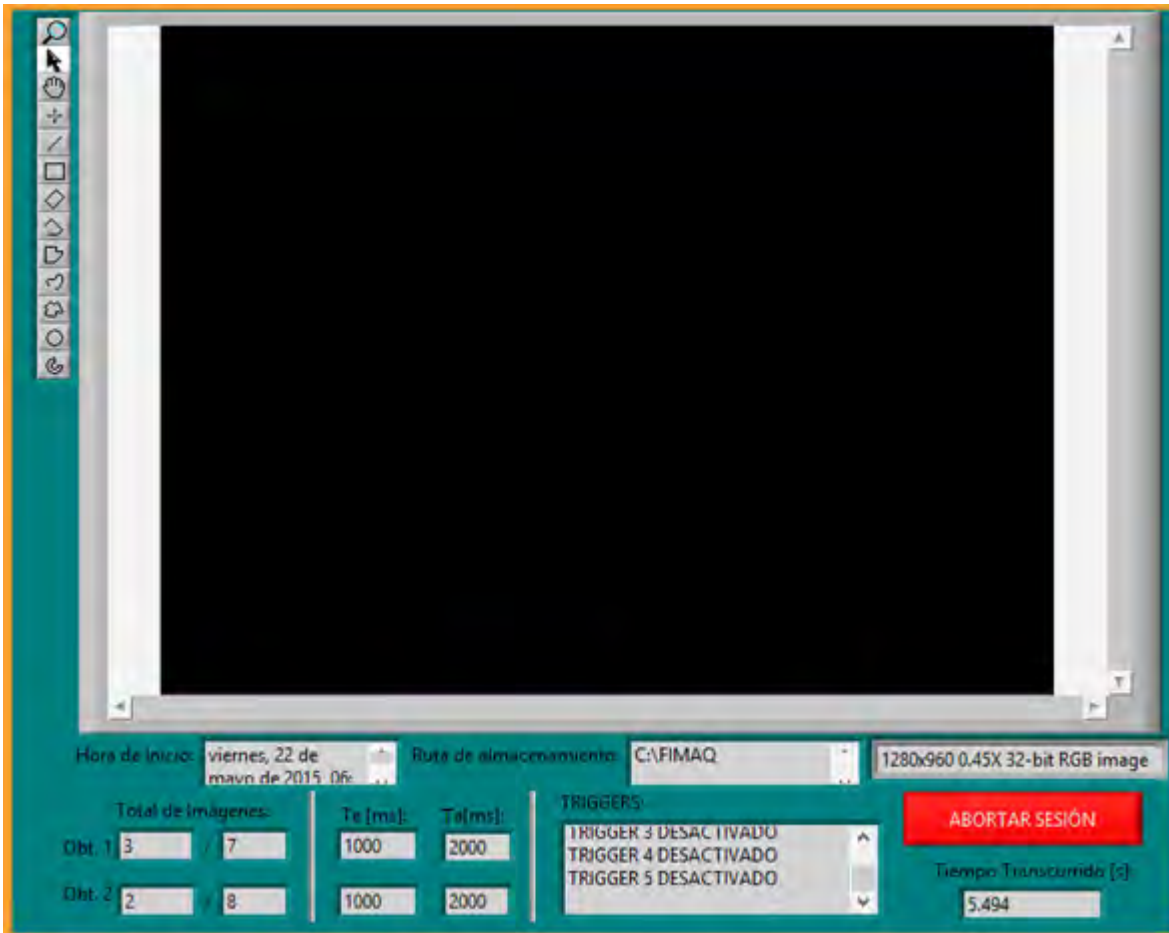 Hora de inicio: viernes, 22 de Ruta de almacenamiento: C:\FIMAQ 1280x960 0.45X 32-bit RGB image
mayo de 2015, 06:
Total de imágenes: Te [ms]: Ta[ms]: TRIGGERS: ABORTAR SESIÓN
Obt. 1 3 / 7 1000 2000 TRIGGER 3 DESACTIVADO
TRIGGER 4 DESACTIVADO
TRIGGER 5 DESACTIVADO
Tiempo Transcurrido [s]:
Obt. 2 2 / 8 1000 2000 5.494